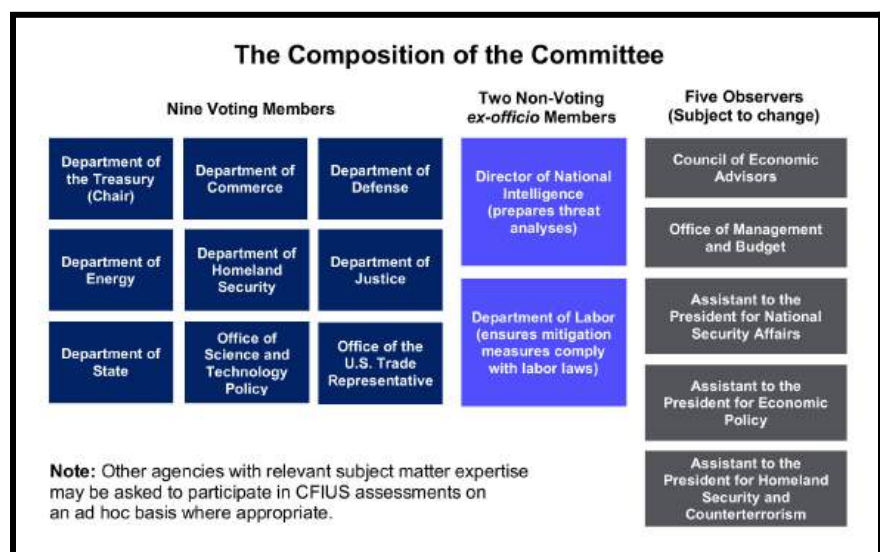 The Composition of the Committee
Nine Voting Members
Two Non-Voting
ex-officio Members
Five Observers
(Subject to change)
Department of
the Treasury
(Chair)
Department of
Commerce
Department of
Defense
Department of
Energy
Department of
Homeland
Security
Department of
Justice
Department of
State
Office of
Science and
Technology
Policy
Office of the
U.S. Trade
Representative
Director of National
Intelligence
(prepares threat
analyses)
Department of Labor
(ensures mitigation
measures comply
with labor laws)
Council of Economic
Advisors
Office of Management
and Budget
Assistant to the
President for National
Security Affairs
Assistant to the
President for Economic
Policy
Assistant to the
President for Homeland
Security and
Counterterrorism
Note: Other agencies with relevant subject matter expertise
may be asked to participate in CFIUS assessments on
an ad hoc basis where appropriate.